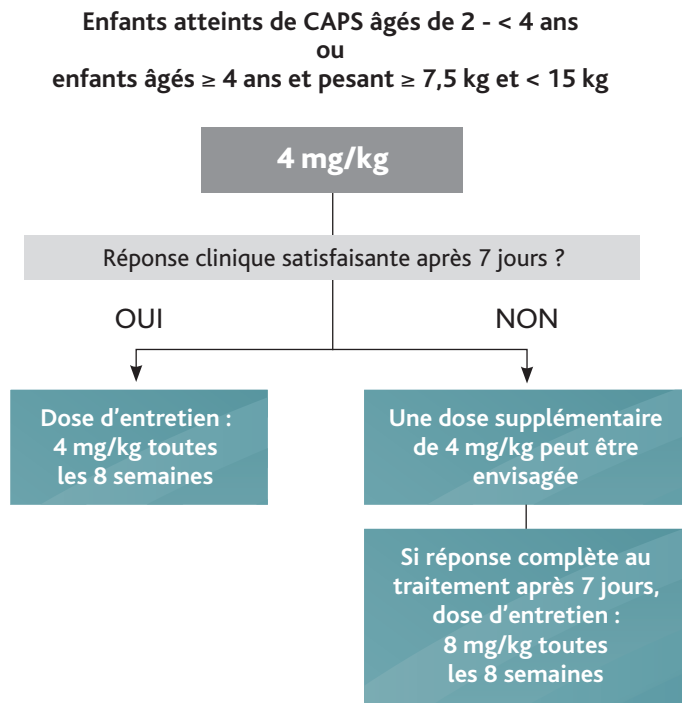 Enfants atteints de CAPS âgés de 2 - < 4 ans
ou
enfants âgés ≥ 4 ans et pesant ≥ 7,5 kg et < 15 kg
4 mg/kg
Réponse clinique satisfaisante après 7 jours ?
OUI
NON
Dose d’entretien :
4 mg/kg toutes
les 8 semaines
Une dose supplémentaire
de 4 mg/kg peut être
envisagée
Si réponse complète au
traitement après 7 jours,
dose d’entretien :
8 mg/kg toutes
les 8 semaines